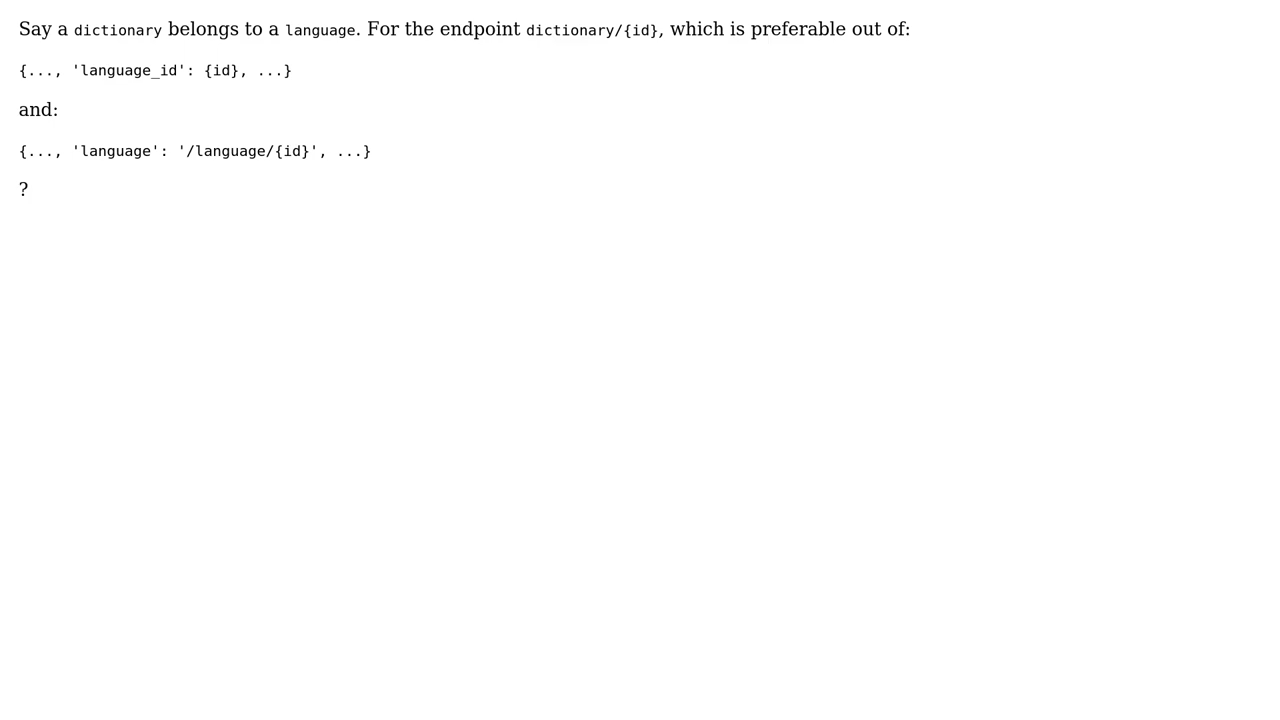 Say a dictionary belongs to a language. For the endpoint dictionary/{id}, which is preferable out of:
{..., 'language_id': {id}, ...}
and:
{..., 'language': '/language/{id}', ...}
?